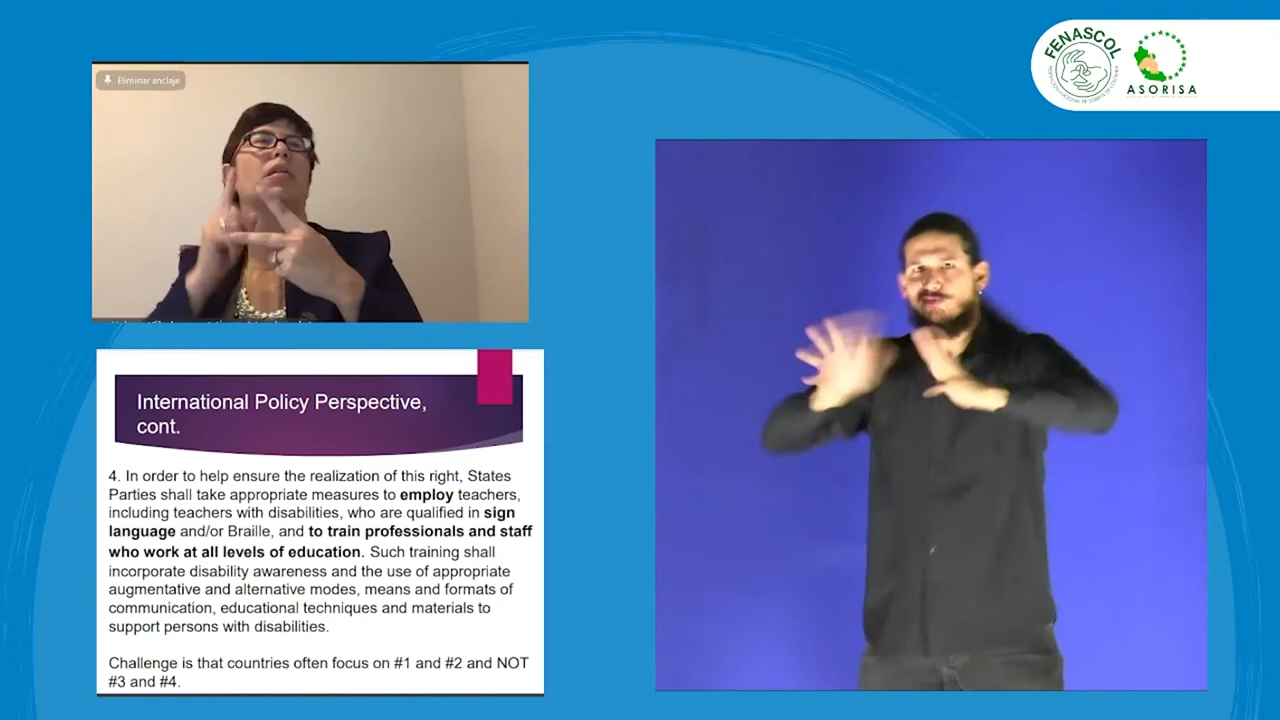 Eliminar anclaje
FENASCOL
ASORISA
International Policy Perspective,
cont.
4. In order to help ensure the realization of this right, States
Parties shall take appropriate measures to employ teachers,
including teachers with disabilities, who are qualified in sign
language and/or Braille, and to train professionals and staff
who work at all levels of education. Such training shall
incorporate disability awareness and the use of appropriate
augmentative and alternative modes, means and formats of
communication, educational techniques and materials to
support persons with disabilities.
Challenge is that countries often focus on #1 and #2 and NOT
#3 and #4.